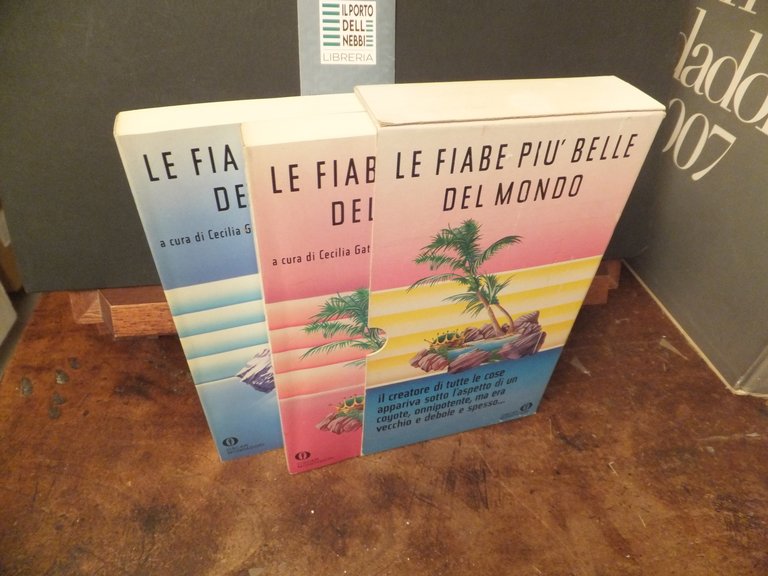 IL PORTO
DELL
NEBBI
LIBRERIA
dador
007
LE FIA
DE
a cura di Cecilia G
LE FIAB
DEL
a cura di Cecilia Gat
LE FIABE PIU' BELLE
DEL MONDO
il creatore di tutte le cose
appariva sotto l'aspetto di un
coyote, onnipotente, ma era
vecchio e debole e spesso...